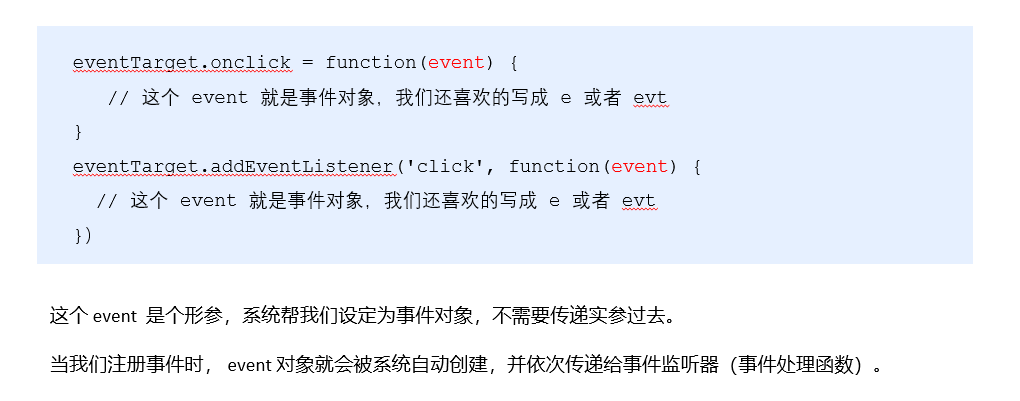 eventTarget.onclick = function(event) {
// 这个 event 就是事件对象，我们还喜欢的写成 e 或者 evt
}
eventTarget.addEventListener('click', function(event) {
// 这个 event 就是事件对象，我们还喜欢的写成 e 或者 evt
})
这个 event 是个形参，系统帮我们设定为事件对象，不需要传递实参过去。
当我们注册事件时， event 对象就会被系统自动创建，并依次传递给事件监听器（事件处理函数）。